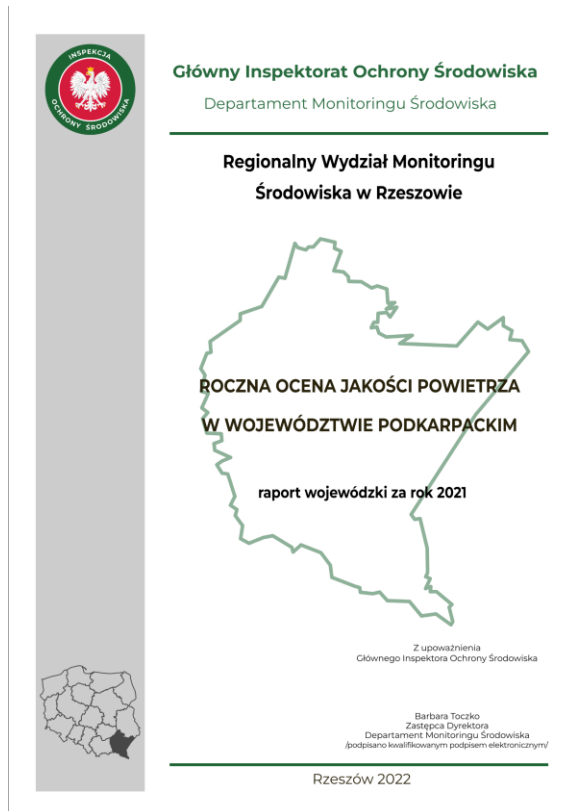 INSPEKCJA
OCHRONY ŚRODOWISKA
Główny Inspektorat Ochrony Środowiska
Departament Monitoringu Środowiska
Regionalny Wydział Monitoringu
Środowiska w Rzeszowie
ROCZNA OCENA JAKOŚCI POWIETRZA
W WOJEWÓDZTWIE PODKARPACKIM
raport wojewódzki za rok 2021
Z upoważnienia
Głównego Inspektora Ochrony Środowiska
Barbara Toczko
Zastępca Dyrektora
Departament Monitoringu Środowiska
/podpisano kwalifikowanym podpisem elektronicznym/
Rzeszów 2022